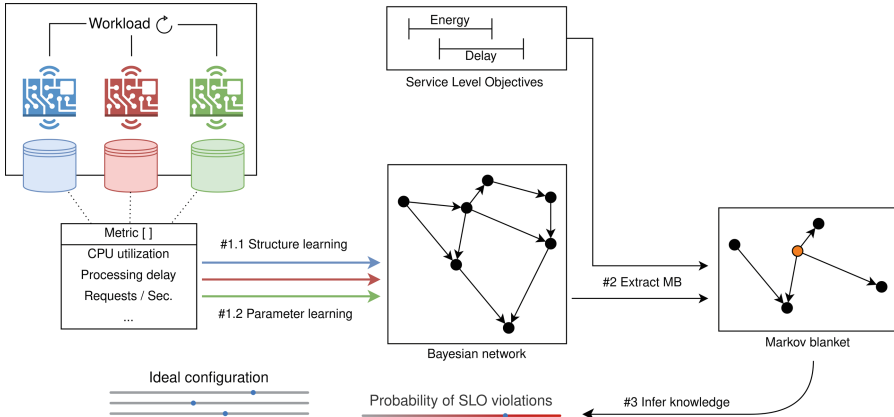 Workload
Energy
Delay
Service Level Objectives
Metric [ ]
CPU utilization
Processing delay
Requests / Sec.
...
#1.1 Structure learning
#1.2 Parameter learning
Bayesian network
#2 Extract MB
Markov blanket
#3 Infer knowledge
Probability of SLO violations
Ideal configuration